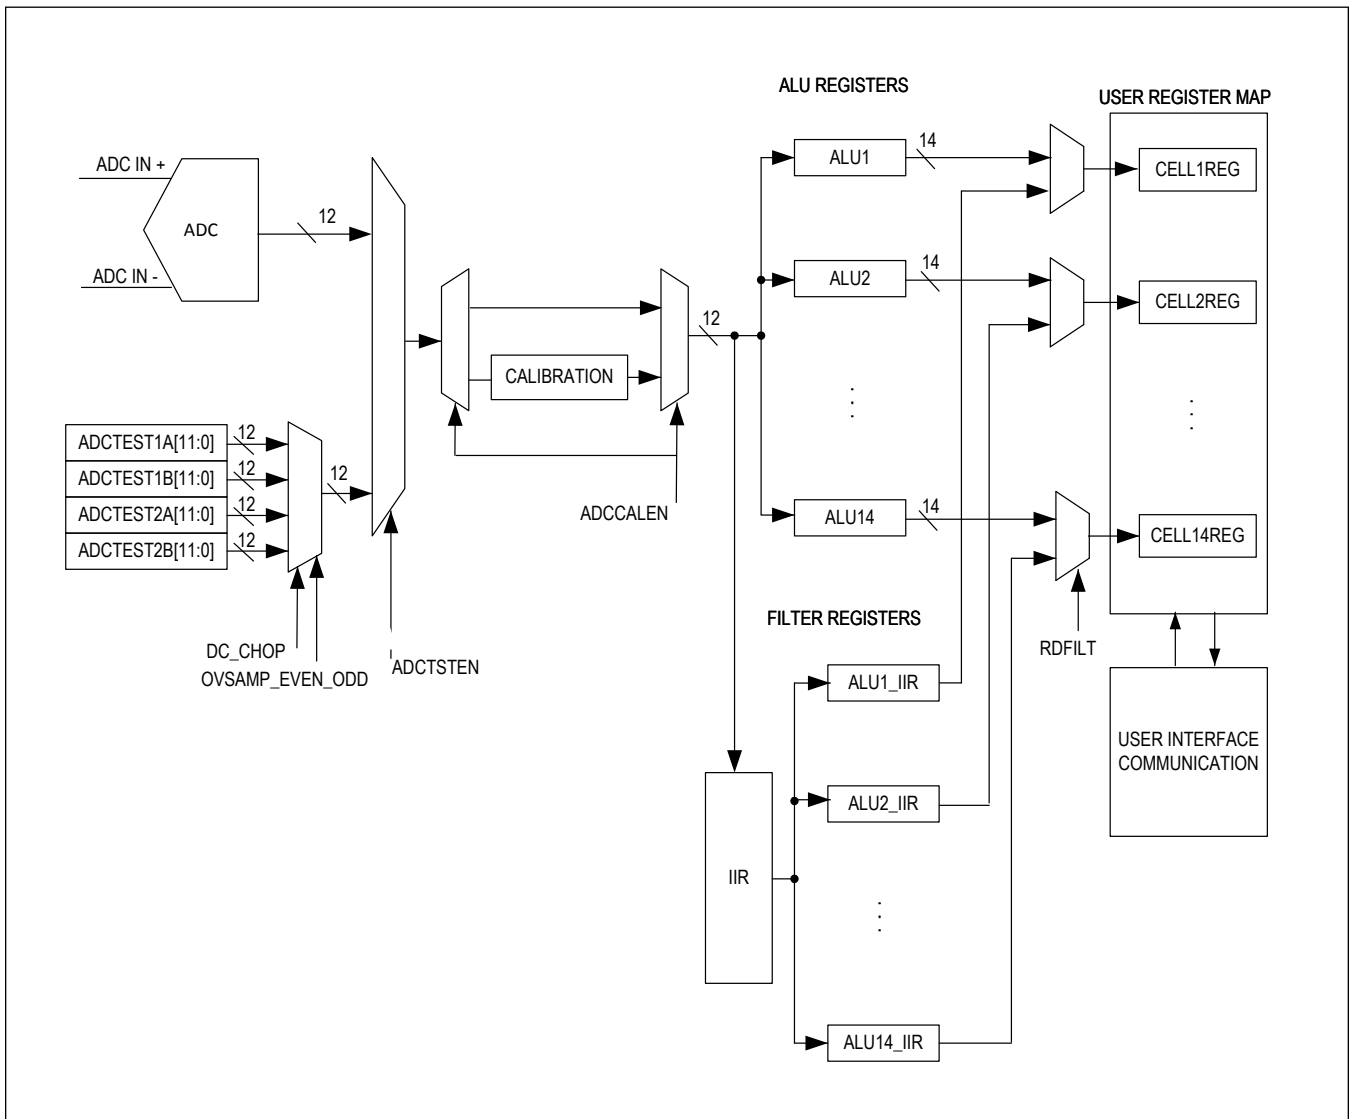 ALU REGISTERS
USER REGISTER MAP
ADC IN +
ADC
ADC IN -
12
ALU1
14
CELL1REG
ALU2
14
CELL2REG
12
CALIBRATION
ADCTEST1A[11:0]
12
ADCTEST1B[11:0]
12
ADCTEST2A[11:0]
12
ADCTEST2B[11:0]
12
12
ADCCALEN
ALU14
14
CELL14REG
DC_CHOP
OVSAMP_EVEN_ODD
ADCTSTEN
FILTER REGISTERS
RDFILT
ALU1_IIR
USER INTERFACE
COMMUNICATION
ALU2_IIR
IIR
ALU14_IIR